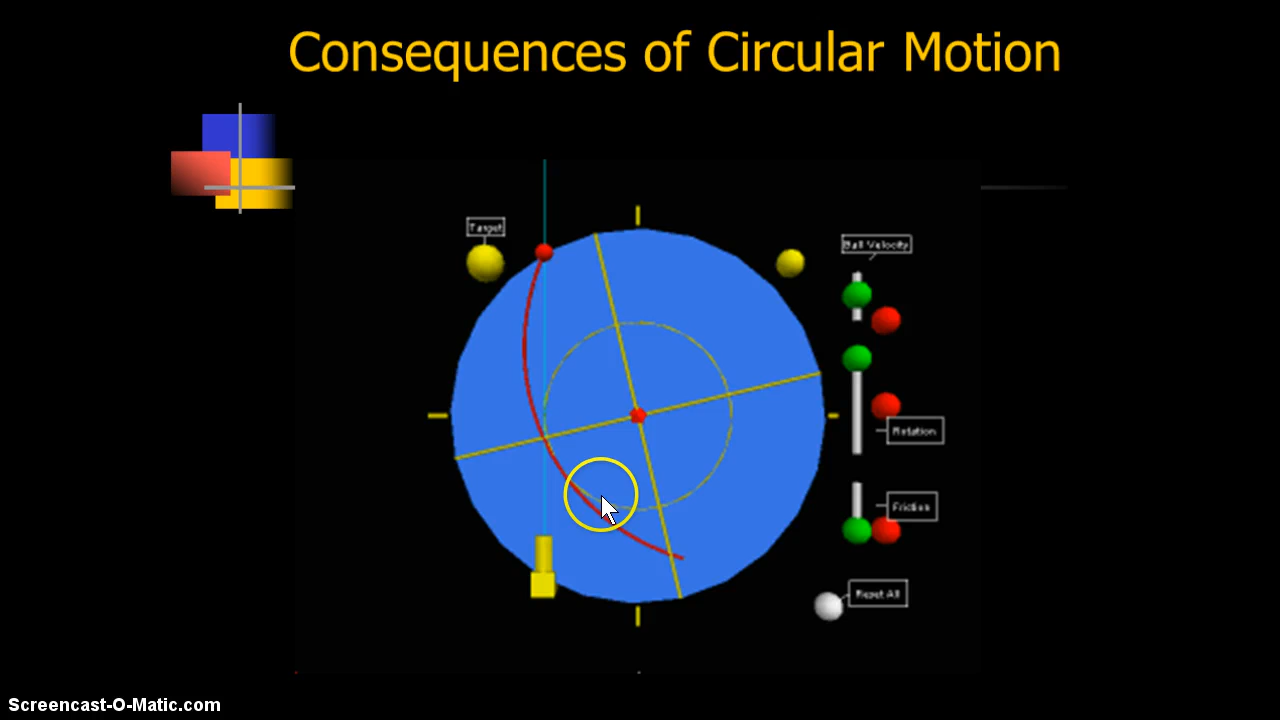 Consequences of Circular Motion
Target
Ball Velocity
Rotation
Friction
Reset All
Screencast-O-Matic.com